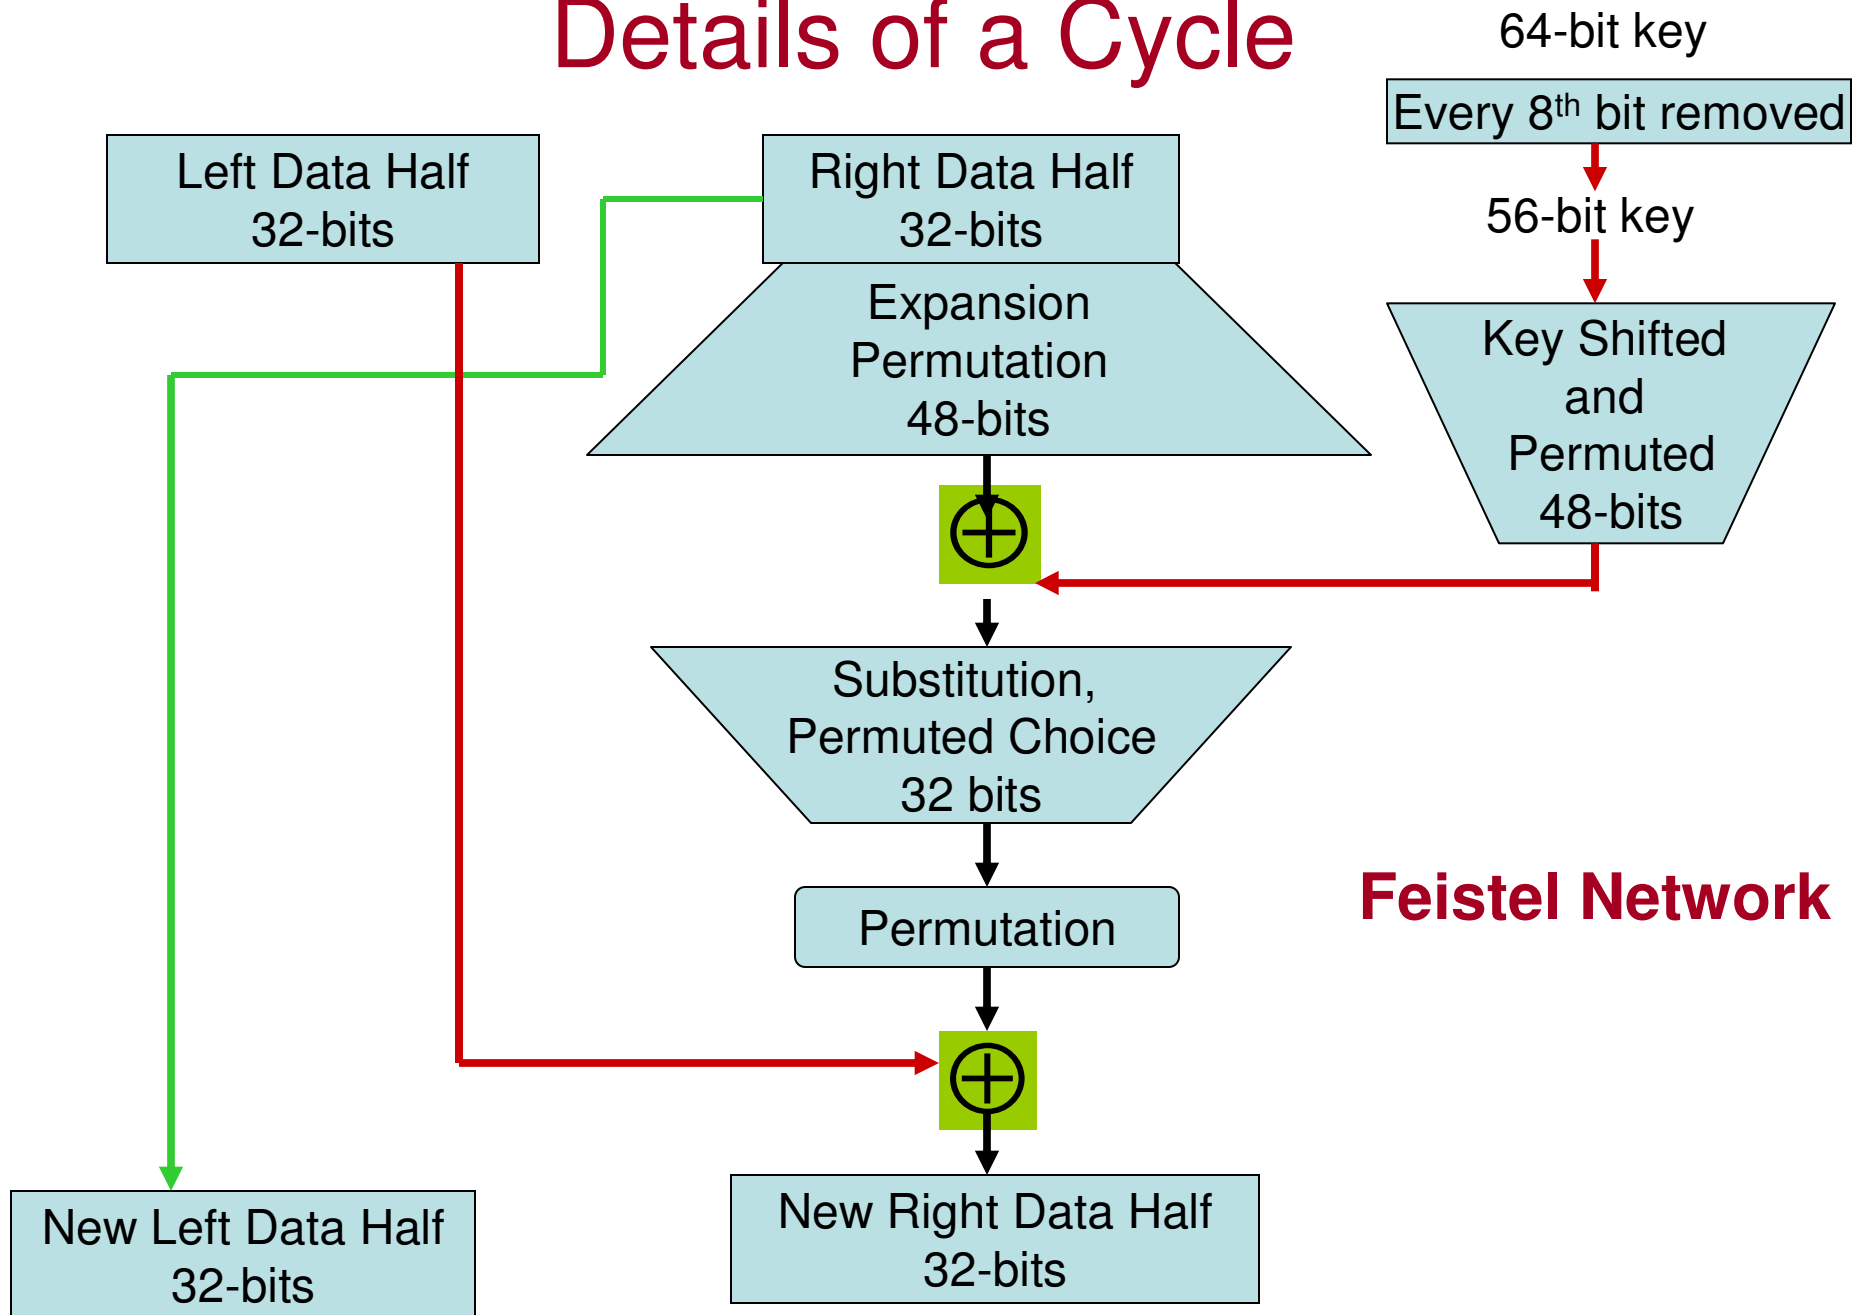 Details of a Cycle
64-bit key
Every 8th bit removed
56-bit key
Key Shifted
and
Permuted
48-bits
Left Data Half
32-bits
Right Data Half
32-bits
Expansion
Permutation
48-bits
Substitution,
Permuted Choice
32 bits
Permutation
Feistel Network
New Left Data Half
32-bits
New Right Data Half
32-bits